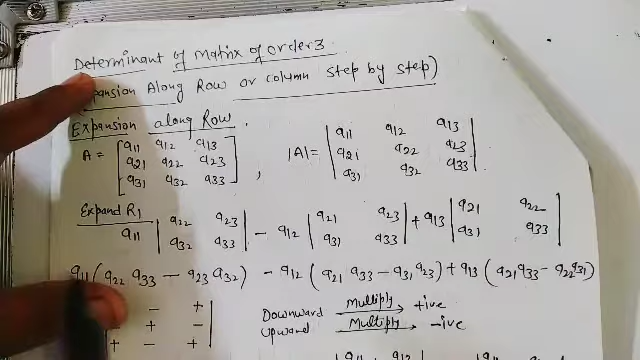 Determinant of Matrix of order 3.
pansion Along Row or column step by step)
Expansion along Row.
A = [ a11 a12 a13 , |A| = | a11 a12 a13 |
a21 a22 a23 | a21 a22 a23 |
a31 a32 a33 ] | a31 a32 a33 |
Expand R1
a11 | a22 a23 | − a12 | a21 a23 | + a13 | a21 a22 |
| a32 a33 | | a31 a33 | | a31 a33 |
a11 ( a22 a33 − a23 a32 ) − a12 ( a21 a33 − a31 a23 ) + a13 ( a21 a33 − a22 a31 )
− + |
+ − |
+ − + |
Downward Multiply → +ive
Upward Multiply → −ive
| a11 a12 |